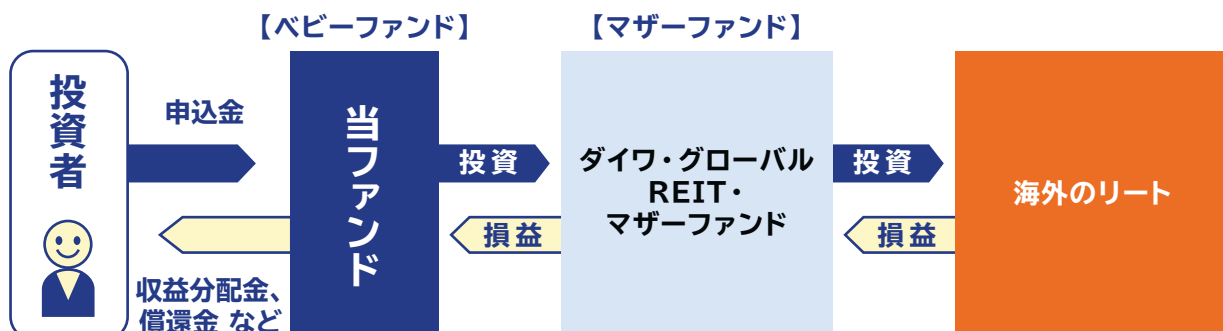 【ベビーファンド】
【マザーファンド】
投資者
申込金
収益分配金、
償還金 など
当ファンド
投資
損益
ダイワ・グローバル
REIT・
マザーファンド
投資
損益
海外のリート